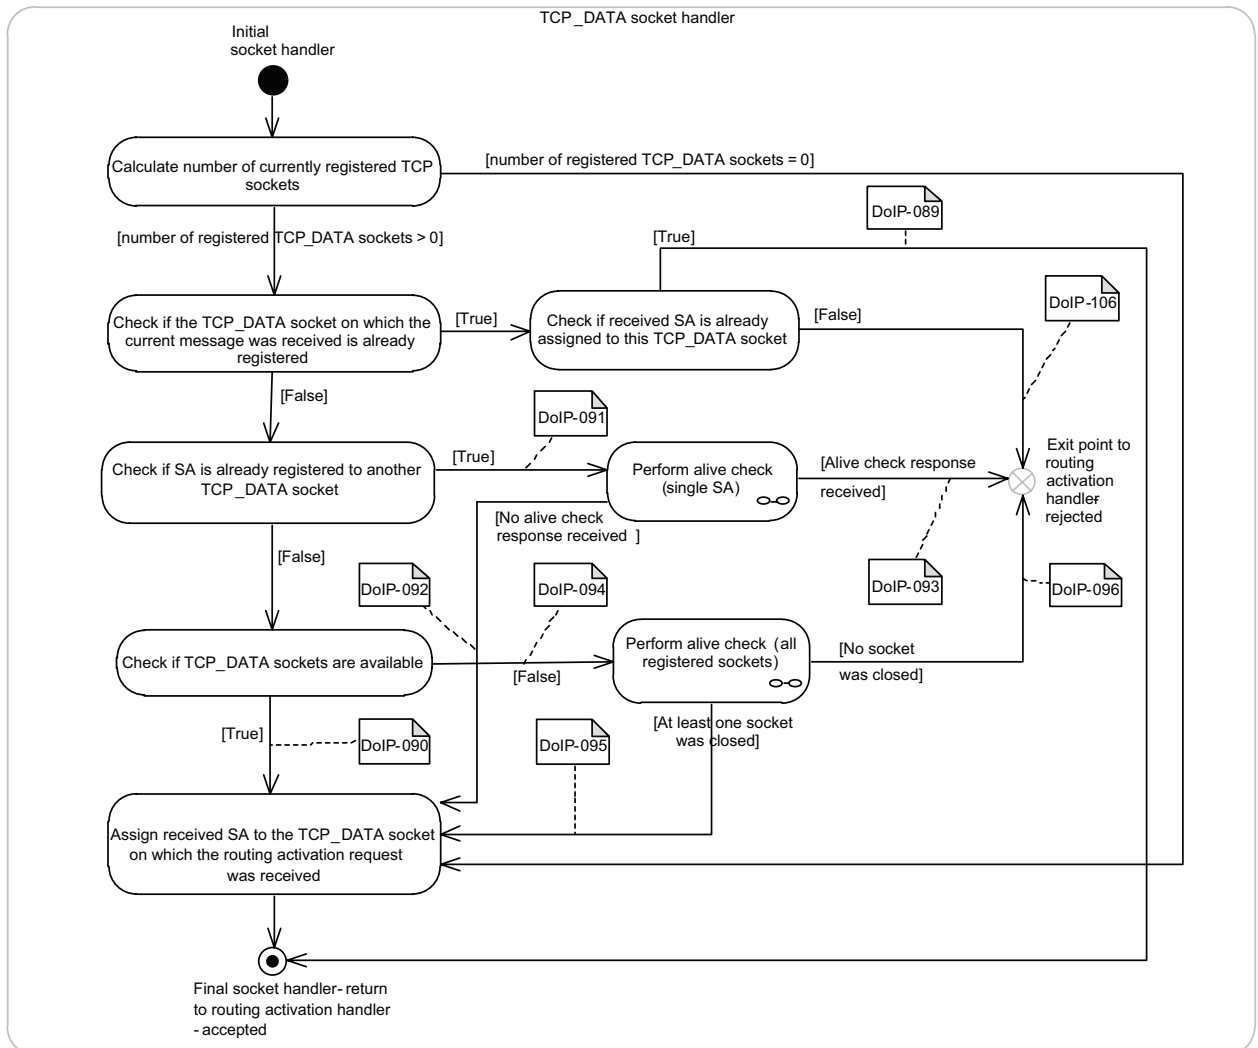 TCP_DATA socket handler
Initial
socket handler
Calculate number of currently registered TCP
sockets
[number of registered TCP_DATA sockets = 0]
[number of registered TCP_DATA sockets > 0]
DoIP-089
[True]
Check if the TCP_DATA socket on which the
current message was received is already
registered
[True]
Check if received SA is already
assigned to this TCP_DATA socket
[False]
DoIP-106
[False]
DoIP-091
Check if SA is already registered to another
TCP_DATA socket
[True]
Perform alive check
(single SA)
[Alive check response
received]
Exit point to
routing
activation
handler-
rejected
[No alive check
response received ]
[False]
DoIP-092
DoIP-094
DoIP-093
DoIP-096
Check if TCP_DATA sockets are available
[False]
Perform alive check (all
registered sockets)
[No socket
was closed]
[True]
DoIP-090
DoIP-095
[At least one socket
was closed]
Assign received SA to the TCP_DATA socket
on which the routing activation request
was received
Final socket handler- return
to routing activation handler
- accepted